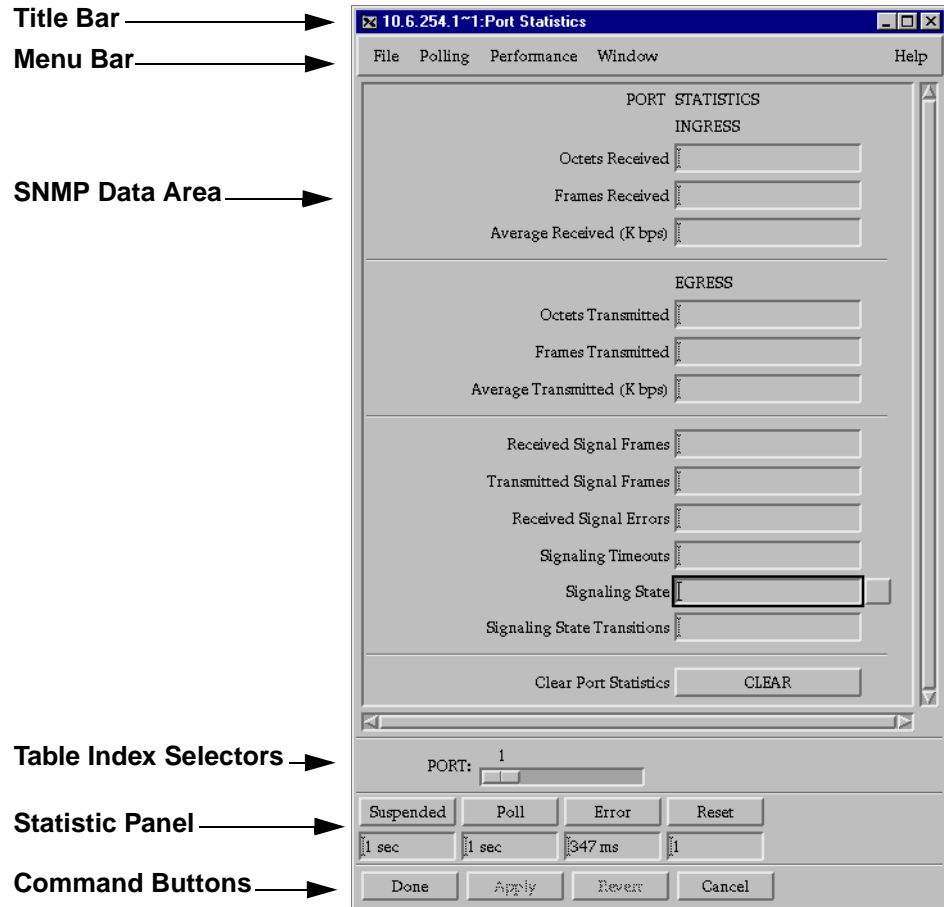 Title Bar
10.6.254.1~1:Port Statistics
Menu Bar
File Polling Performance Window Help
PORT STATISTICS
INGRESS
Octets Received
SNMP Data Area
Frames Received
Average Received (K bps)
EGRESS
Octets Transmitted
Frames Transmitted
Average Transmitted (K bps)
Received Signal Frames
Transmitted Signal Frames
Received Signal Errors
Signaling Timeouts
Signaling State
Signaling State Transitions
Clear Port Statistics CLEAR
Table Index Selectors
1
PORT:
Suspended Poll Error Reset
Statistic Panel
1 sec 1 sec 347 ms 1
Command Buttons
Done Apply Revert Cancel